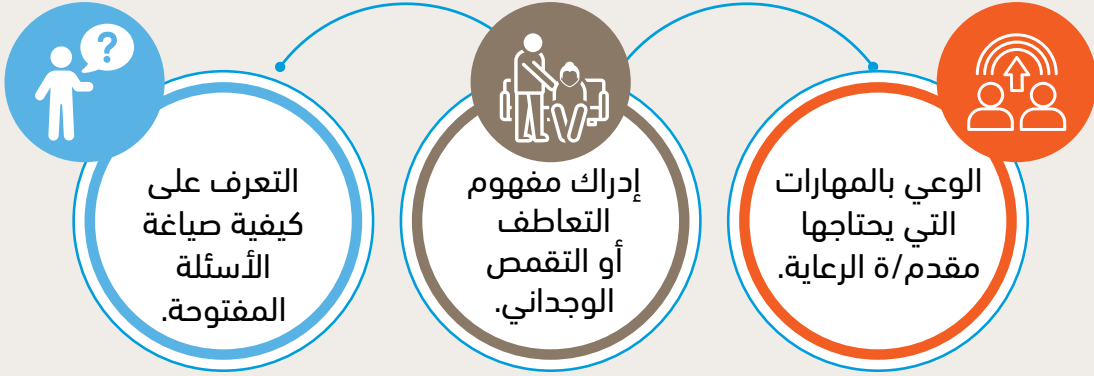 الوعي بالمهارات
التي يحتاجها
مقدم/ة الرعاية.
إدراك مفهوم
التعاطف
أو التقمص
الوجداني.
?
التعرف على
كيفية صياغة
الأسئلة
المفتوحة.